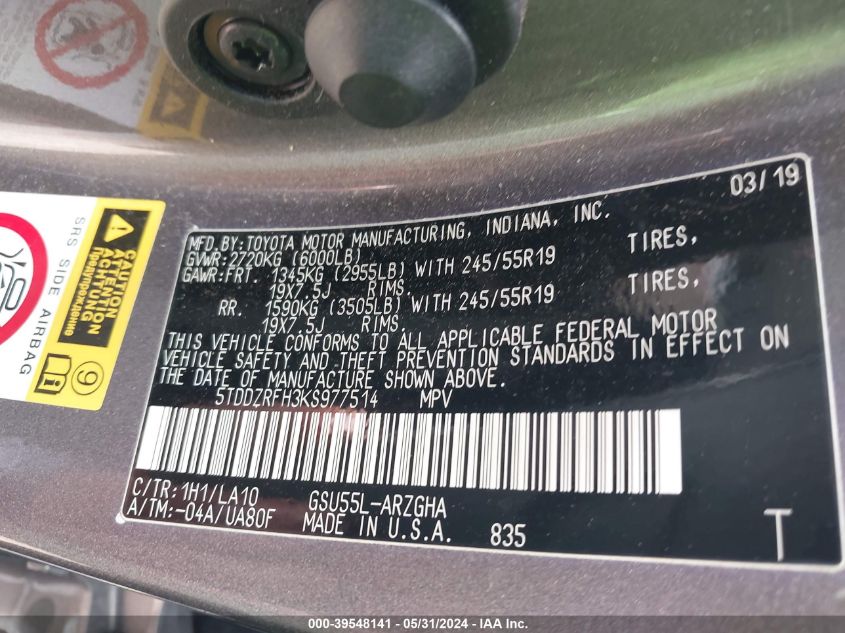 03/19
MFD.BY:TOYOTA MOTOR MANUFACTURING, INDIANA, INC.
GVWR:2720KG (6000LB)
GAWR:FRT. 1345KG (2955LB) WITH 245/55R19 TIRES,
19X7.5J RIMS
RR. 1590KG (3505LB) WITH 245/55R19 TIRES,
19X7.5J RIMS
THIS VEHICLE CONFORMS TO ALL APPLICABLE FEDERAL MOTOR
VEHICLE SAFETY AND THEFT PREVENTION STANDARDS IN EFFECT ON
THE DATE OF MANUFACTURE SHOWN ABOVE.
5TDDZRFH3KS977514 MPV
C/TR:1H1/LA10 GSU55L-ARZGHA
A/TM:-04A/UA80F MADE IN U.S.A. 835 T
SRS SIDE AIRBAG
CAUTION
ATTENTION
Предупреждение
9
000-39548141 - 05/31/2024 - IAA Inc.